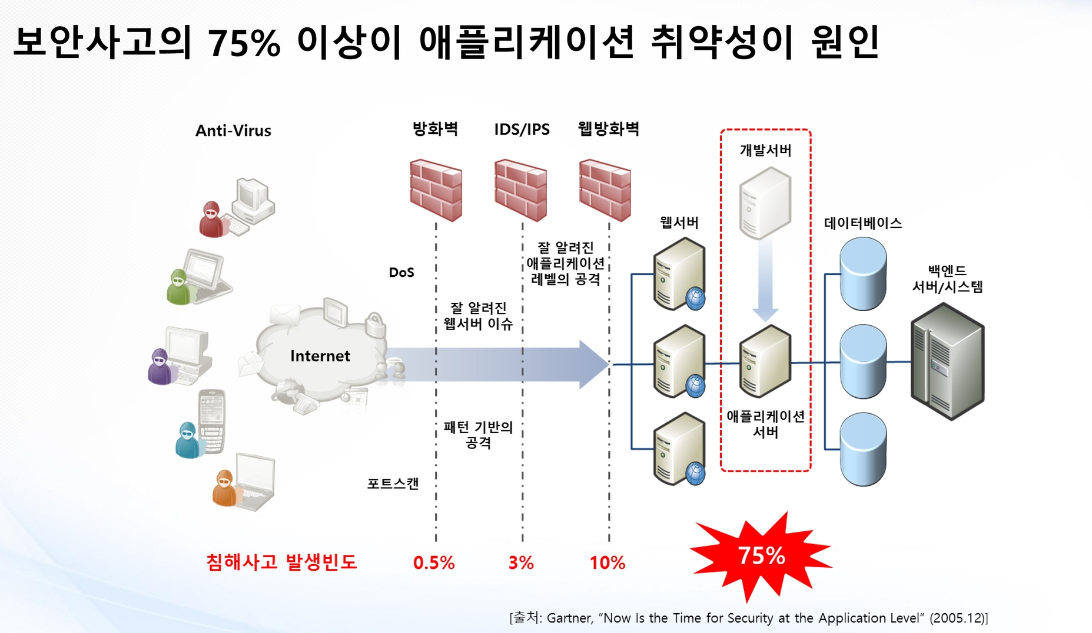 보안사고의 75% 이상이 애플리케이션 취약성이 원인
Anti-Virus
방화벽
IDS/IPS
웹방화벽
개발서버
웹서버
데이터베이스
잘 알려진
애플리케이션
레벨의 공격
DoS
백엔드
서버/시스템
잘 알려진
웹서버 이슈
Internet
애플리케이션
서버
패턴 기반의
공격
포트스캔
침해사고 발생빈도
0.5%
3%
10%
75%
[출처: Gartner, “Now Is the Time for Security at the Application Level” (2005.12)]